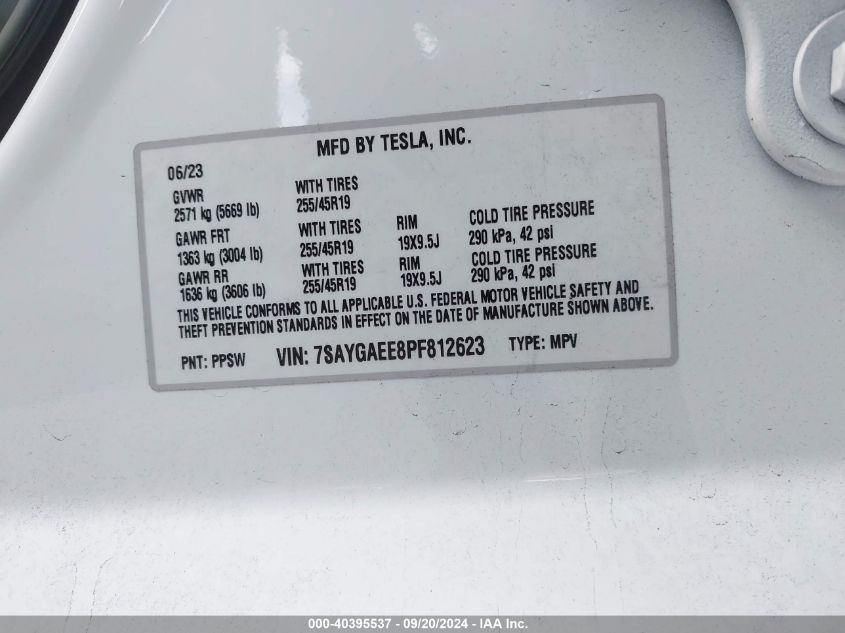 MFD BY TESLA, INC.
06/23
GVWR WITH TIRES
2571 kg (5669 lb) 255/45R19
GAWR FRT WITH TIRES RIM COLD TIRE PRESSURE
1363 kg (3004 lb) 255/45R19 19X9.5J 290 kPa, 42 psi
GAWR RR WITH TIRES RIM COLD TIRE PRESSURE
1636 kg (3606 lb) 255/45R19 19X9.5J 290 kPa, 42 psi
THIS VEHICLE CONFORMS TO ALL APPLICABLE U.S. FEDERAL MOTOR VEHICLE SAFETY AND
THEFT PREVENTION STANDARDS IN EFFECT ON THE DATE OF MANUFACTURE SHOWN ABOVE.
PNT: PPSW VIN: 7SAYGAEE8PF812623 TYPE: MPV
000-40395537 - 09/20/2024 - IAA Inc.